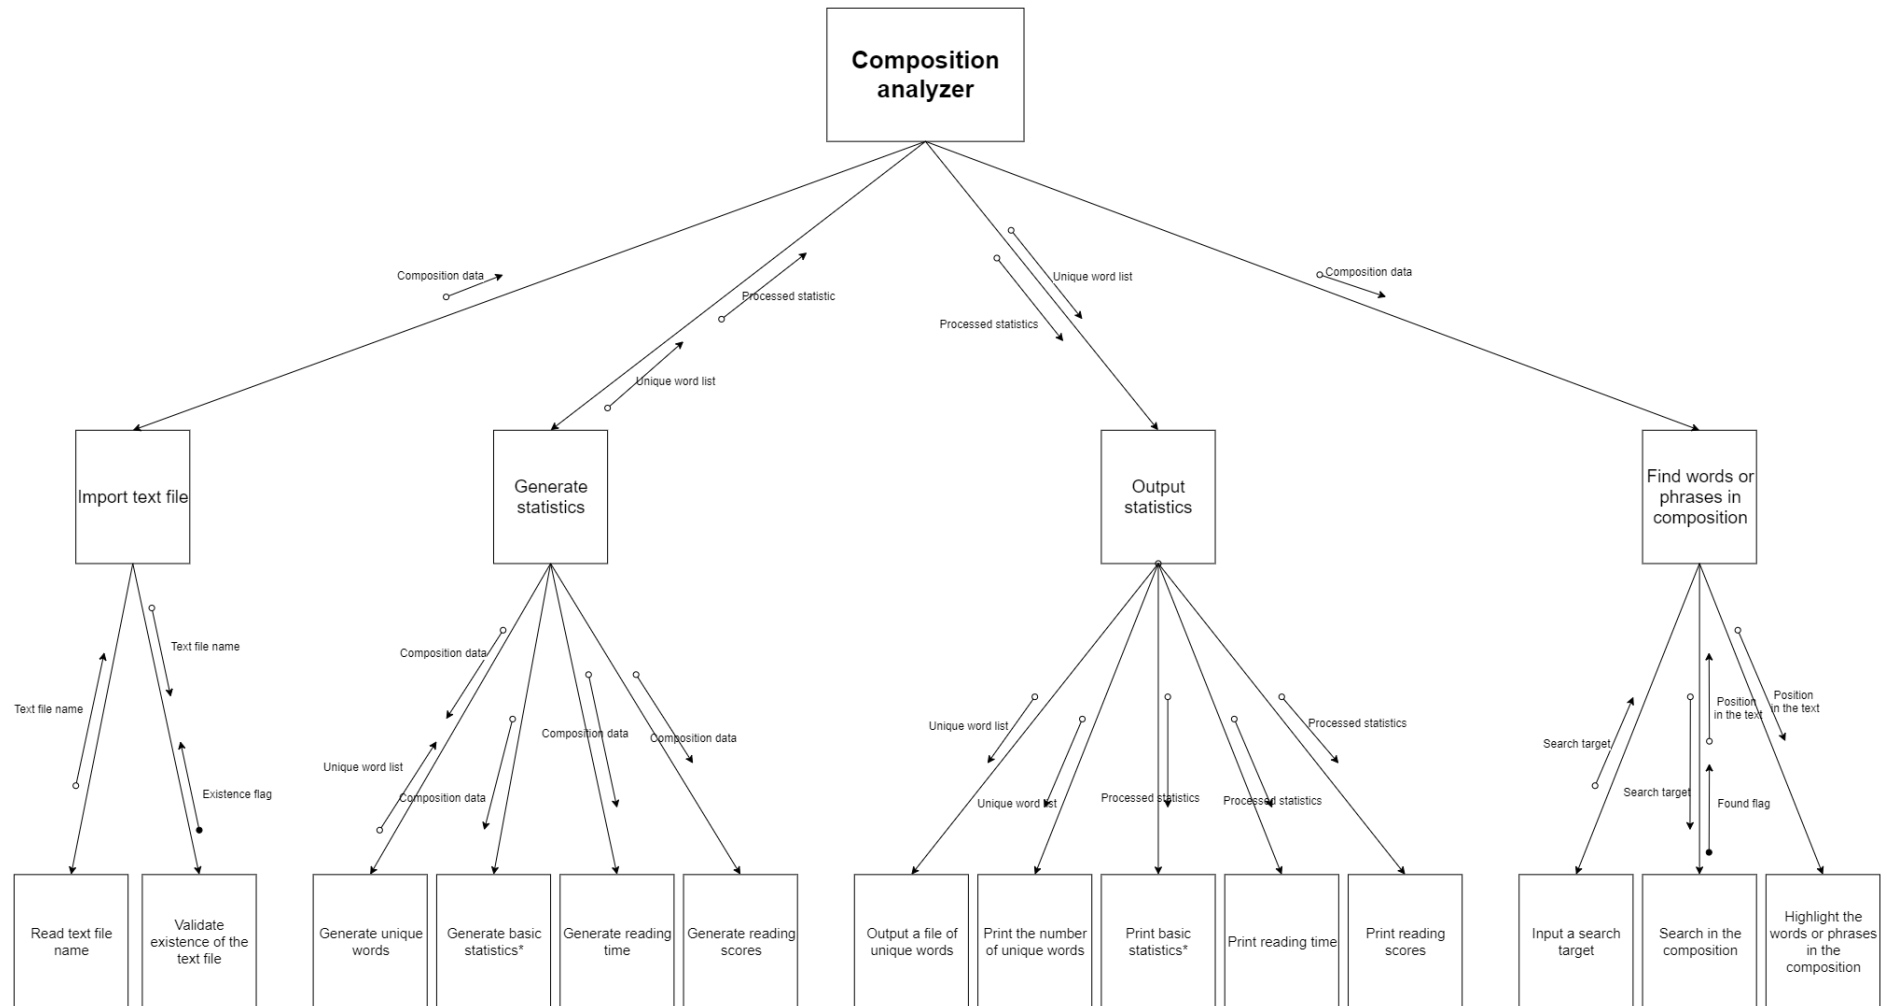 Composition
analyzer
Composition data
Processed statistic
Unique word list
Unique word list
Processed statistics
Composition data
Import text file
Generate
statistics
Output
statistics
Find words or
phrases in
composition
Text file name
Text file name
Existence flag
Composition data
Unique word list
Composition data
Composition data
Composition data
Unique word list
Unique word list
Processed statistics
Processed statistics
Processed statistics
Search target
Search target
Position
in the text
Found flag
Position
in the text
Read text file
name
Validate
existence of the
text file
Generate unique
words
Generate basic
statistics*
Generate reading
time
Generate reading
scores
Output a file of
unique words
Print the number
of unique words
Print basic
statistics*
Print reading time
Print reading
scores
Input a search
target
Search in the
composition
Highlight the
words or phrases
in the
composition